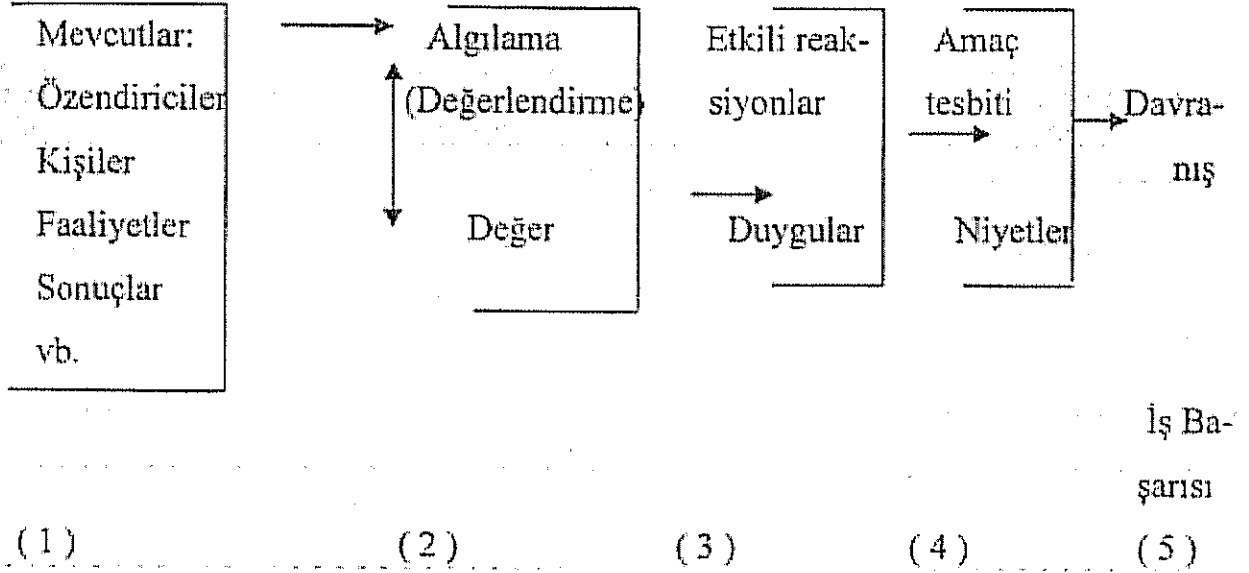 Mevcutlar:
Özendiriciler
Kişiler
Faaliyetler
Sonuçlar
vb.
Algılama
(Değerlendirme)
Değer
Etkili reak-
siyonlar
Duygular
Amaç
tesbiti
Niyetler
Davra-
nış
İş Ba-
şarısı
( 1 )
( 2 )
( 3 )
( 4 )
( 5 )